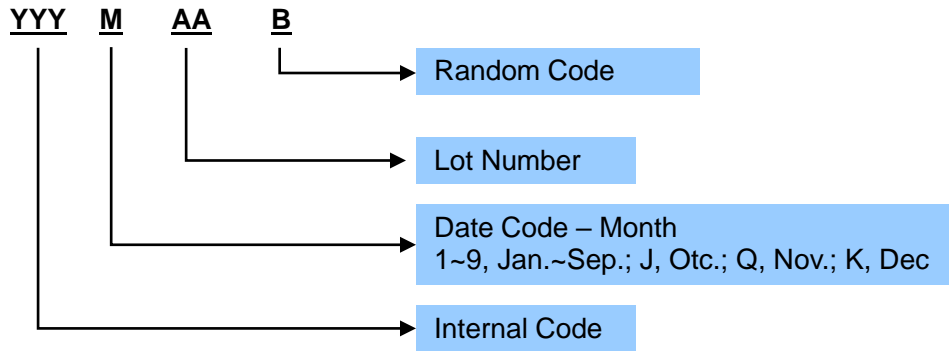 YYY M AA B
Random Code
Lot Number
Date Code – Month
1~9, Jan.~Sep.; J, Otc.; Q, Nov.; K, Dec
Internal Code